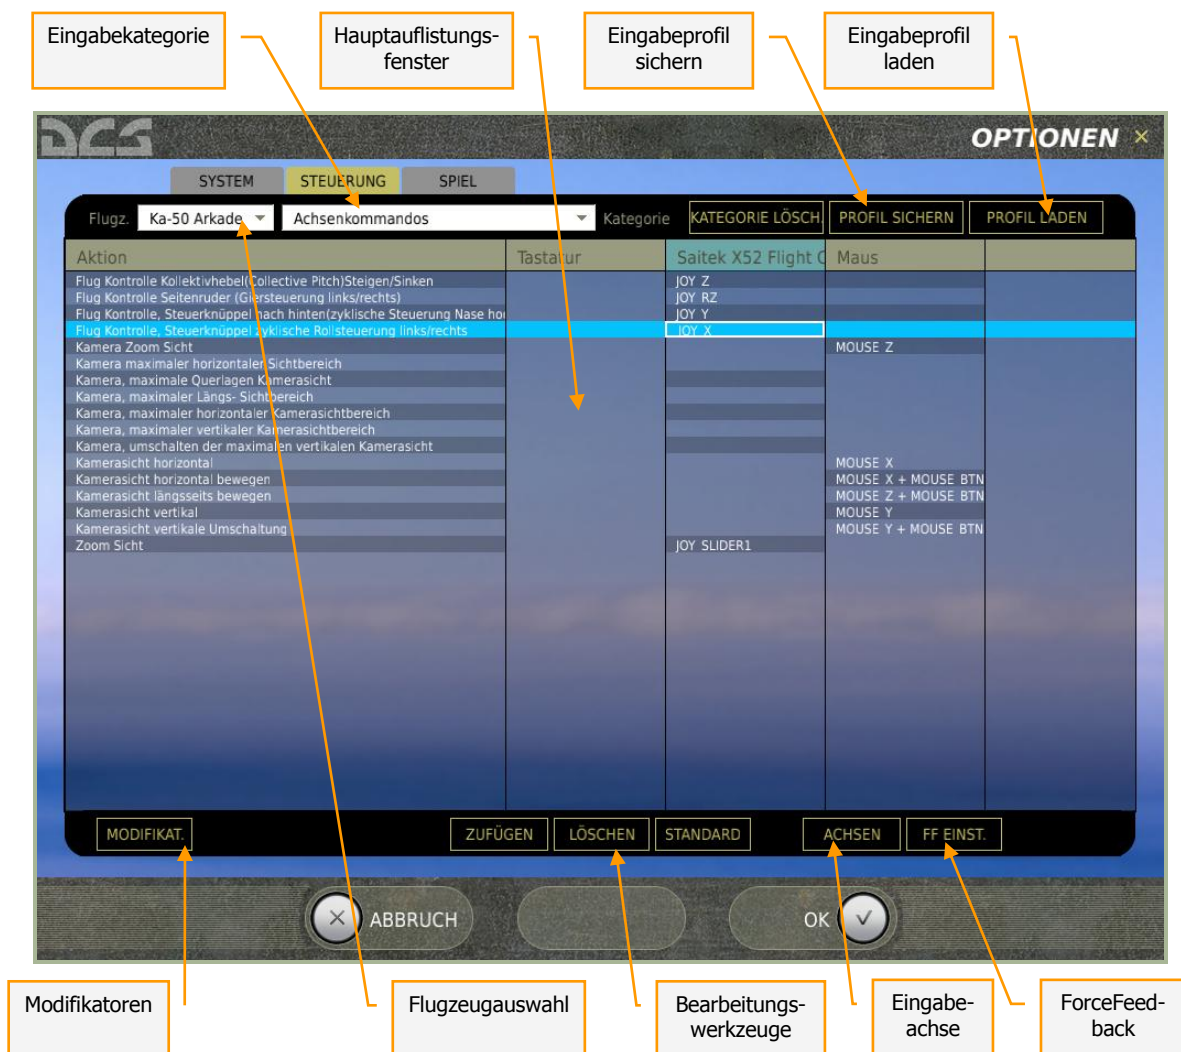 Eingabekategorie
Hauptauflistungs-
fenster
Eingabeprofil
sichern
Eingabeprofil
laden
DCS
OPTIONEN
SYSTEM STEUERUNG SPIEL
Flugz. Ka-50 Arkade Achsenkommandos Kategorie KATEGORIE LÖSCH. PROFIL SICHERN PROFIL LADEN
Aktion Tastatur Saitek X52 Flight C Maus
Flug Kontrolle Kollektivhebel(Collective Pitch)Steigen/Sinken JOY Z
Flug Kontrolle Seitenruder (Giersteuerung links/rechts) JOY RZ
Flug Kontrolle, Steuerknüppel nach hinten(zyklische Steuerung Nase ho JOY Y
Flug Kontrolle, Steuerknüppel zyklische Rollsteuerung links/rechts JOY X
Kamera Zoom Sicht MOUSE Z
Kamera maximaler horizontaler Sichtbereich
Kamera, maximale Querlagen Kamerasicht
Kamera, maximaler Längs- Sichtbereich
Kamera, maximaler horizontaler Kamerasichtbereich
Kamera, maximaler vertikaler Kamerasichtbereich
Kamera, umschalten der maximalen vertikalen Kamerasicht
Kamerasicht horizontal MOUSE X
Kamerasicht horizontal bewegen MOUSE X + MOUSE BTN
Kamerasicht längsseits bewegen MOUSE Z + MOUSE BTN
Kamerasicht vertikal MOUSE Y
Kamerasicht vertikale Umschaltung MOUSE Y + MOUSE BTN
Zoom Sicht JOY SLIDER1
MODIFIKAT. ZUFÜGEN LÖSCHEN STANDARD ACHSEN FF EINST.
ABBRUCH OK
Modifikatoren
Flugzeugauswahl
Bearbeitungs-
werkzeuge
Eingabe-
achse
ForceFeed-
back